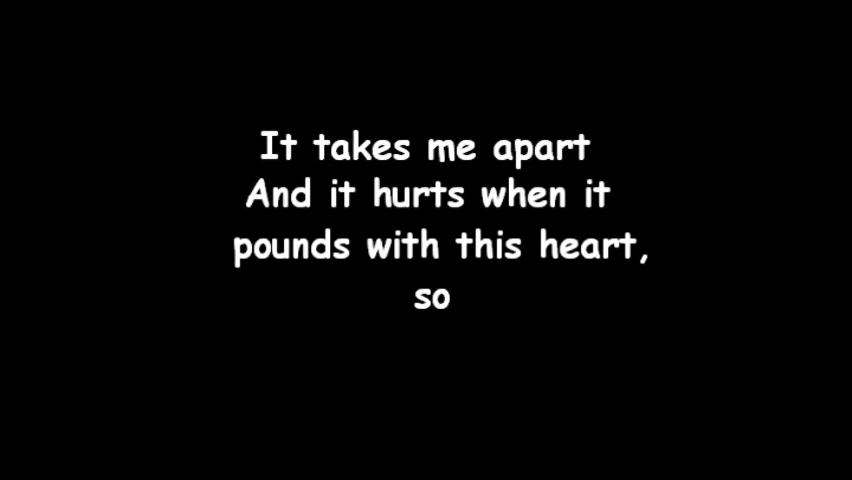 It takes me apart
And it hurts when it
pounds with this heart,
so